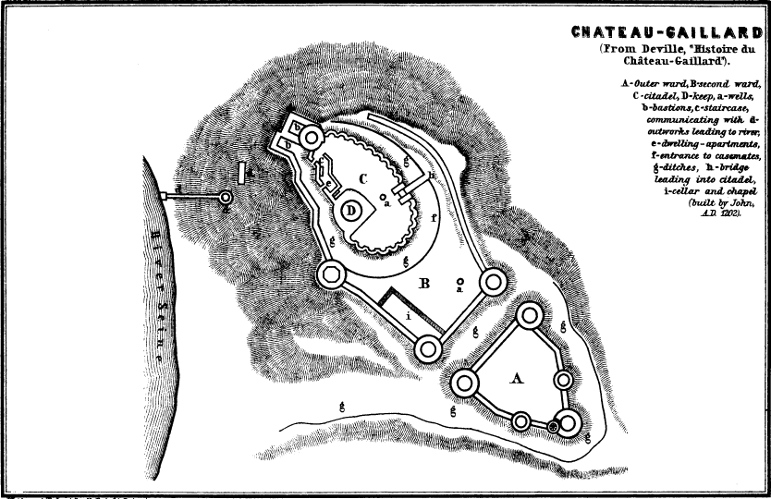 CHATEAU-GAILLARD
(From Deville, "Histoire du
Château-Gaillard").
A-Outer ward, B-second ward,
C-citadel, D-keep, a-wells,
b-bastions, c-staircase,
communicating with d-
outworks leading to river,
e-dwelling-apartments,
f-entrance to casemates,
g-ditches, h-bridge
leading into citadel,
i-cellar and chapel
(built by John,
A.D. 1202).
b
b
g
C
h
e
a
D
f
d
g
g
B
a
River Seine
i
g
g
A
g
g
g